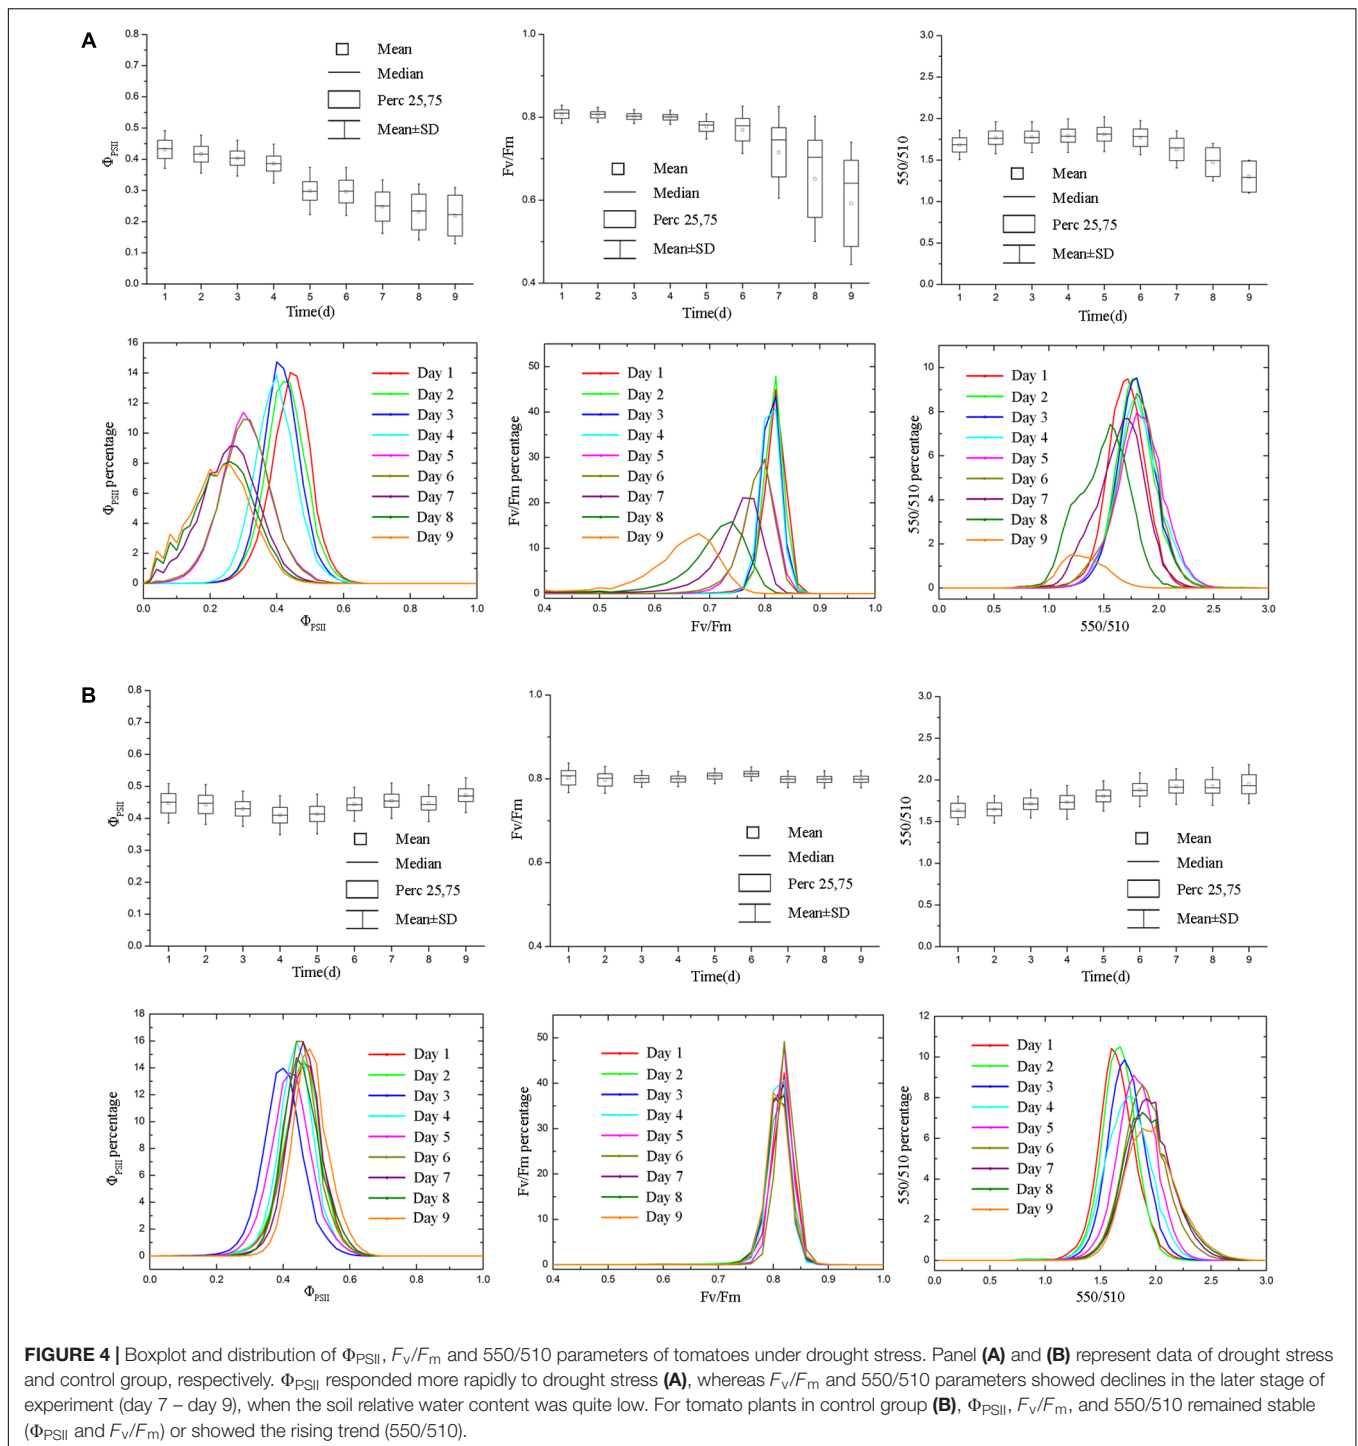 A
0.8
0.7
0.6
0.5
0.4
0.3
0.2
0.1
0.0
ΦPSII
Mean
Median
Perc 25,75
Mean±SD
1 2 3 4 5 6 7 8 9
Time(d)
1.0
0.8
0.6
0.4
Fv/Fm
Mean
Median
Perc 25,75
Mean±SD
1 2 3 4 5 6 7 8 9
Time(d)
3.0
2.5
2.0
1.5
1.0
0.5
0.0
550/510
Mean
Median
Perc 25,75
Mean±SD
1 2 3 4 5 6 7 8 9
Time(d)
16
14
12
10
8
6
4
2
0
ΦPSII percentage
Day 1
Day 2
Day 3
Day 4
Day 5
Day 6
Day 7
Day 8
Day 9
0.0 0.2 0.4 0.6 0.8 1.0
ΦPSII
50
40
30
20
10
0
Fv/Fm percentage
Day 1
Day 2
Day 3
Day 4
Day 5
Day 6
Day 7
Day 8
Day 9
0.4 0.5 0.6 0.7 0.8 0.9 1.0
Fv/Fm
10
8
6
4
2
0
550/510 percentage
Day 1
Day 2
Day 3
Day 4
Day 5
Day 6
Day 7
Day 8
Day 9
0.0 0.5 1.0 1.5 2.0 2.5 3.0
550/510
B
0.8
0.7
0.6
0.5
0.4
0.3
0.2
0.1
0.0
ΦPSII
Mean
Median
Perc 25,75
Mean±SD
1 2 3 4 5 6 7 8 9
Time(d)
1.0
0.8
0.6
0.4
Fv/Fm
Mean
Median
Perc 25,75
Mean±SD
1 2 3 4 5 6 7 8 9
Time(d)
3.0
2.5
2.0
1.5
1.0
0.5
0.0
550/510
Mean
Median
Perc 25,75
Mean±SD
1 2 3 4 5 6 7 8 9
Time(d)
18
16
14
12
10
8
6
4
2
0
ΦPSII percentage
Day 1
Day 2
Day 3
Day 4
Day 5
Day 6
Day 7
Day 8
Day 9
0.0 0.2 0.4 0.6 0.8 1.0
ΦPSII
50
40
30
20
10
0
Fv/Fm percentage
Day 1
Day 2
Day 3
Day 4
Day 5
Day 6
Day 7
Day 8
Day 9
0.4 0.5 0.6 0.7 0.8 0.9 1.0
Fv/Fm
12
10
8
6
4
2
0
550/510 percentage
Day 1
Day 2
Day 3
Day 4
Day 5
Day 6
Day 7
Day 8
Day 9
0.0 0.5 1.0 1.5 2.0 2.5 3.0
550/510
FIGURE 4 | Boxplot and distribution of ΦPSII, Fv/Fm and 550/510 parameters of tomatoes under drought stress. Panel (A) and (B) represent data of drought stress
and control group, respectively. ΦPSII responded more rapidly to drought stress (A), whereas Fv/Fm and 550/510 parameters showed declines in the later stage of
experiment (day 7 – day 9), when the soil relative water content was quite low. For tomato plants in control group (B), ΦPSII, Fv/Fm, and 550/510 remained stable
(ΦPSII and Fv/Fm) or showed the rising trend (550/510).